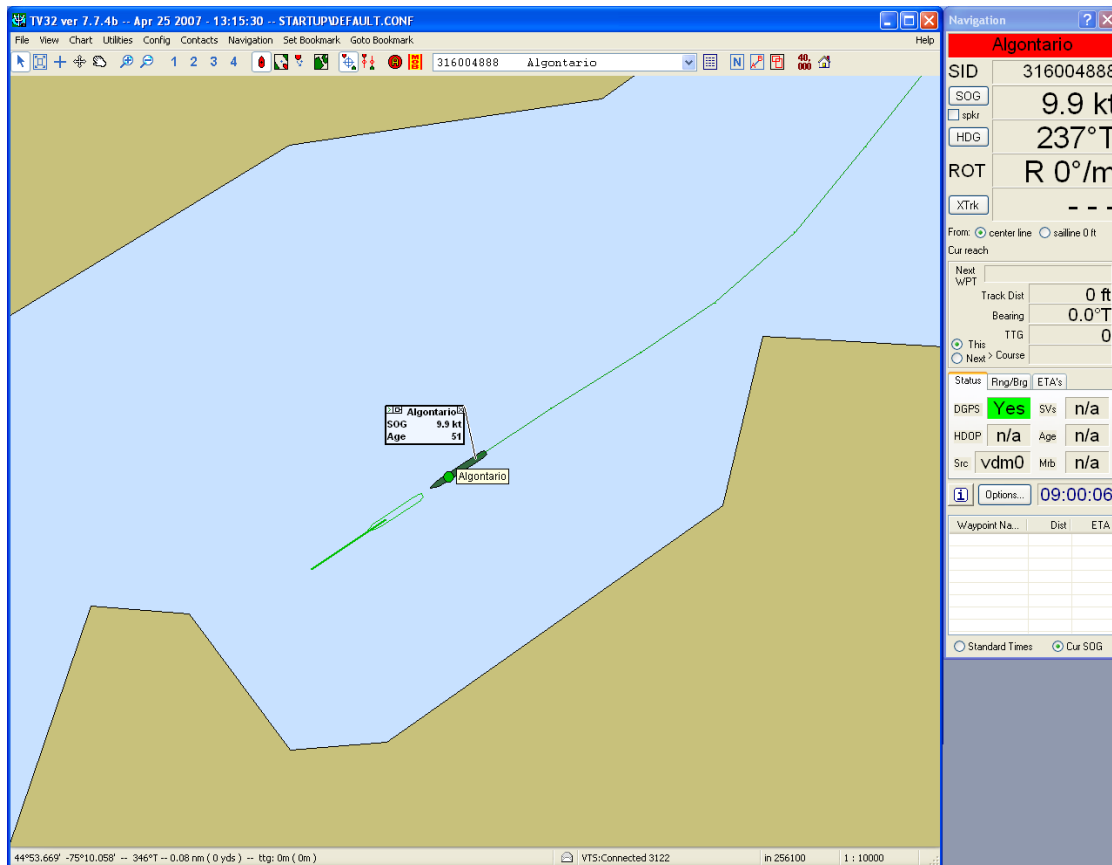 TV32 ver 7.7.4b -- Apr 25 2007 - 13:15:30 -- STARTUP\DEFAULT.CONF
File View Chart Utilities Config Contacts Navigation Set Bookmark Goto Bookmark Help
1 2 3 4 316004888 Algontario N 40,000
Algontario
SOG 9.9 kt
Age 51
Algontario
44°53.669' -75°10.058' -- 346°T -- 0.08 nm ( 0 yds) -- ttg: 0m ( 0m) VTS:Connected 3122 in 256100 1 : 10000
Navigation
Algontario
SID 316004888
SOG 9.9 kt
spkr
HDG 237°T
ROT R 0°/m
XTrk - - -
From: center line sailline 0 ft
Cur reach
Next WPT
Track Dist 0 ft
Bearing 0.0°T
TTG 0
This
Next > Course
Status Rng/Brg ETA's
DGPS Yes SVs n/a
HDOP n/a Age n/a
Src vdm0 Mrb n/a
i Options... 09:00:06
Waypoint Na... Dist ETA
Standard Times Cur SOG